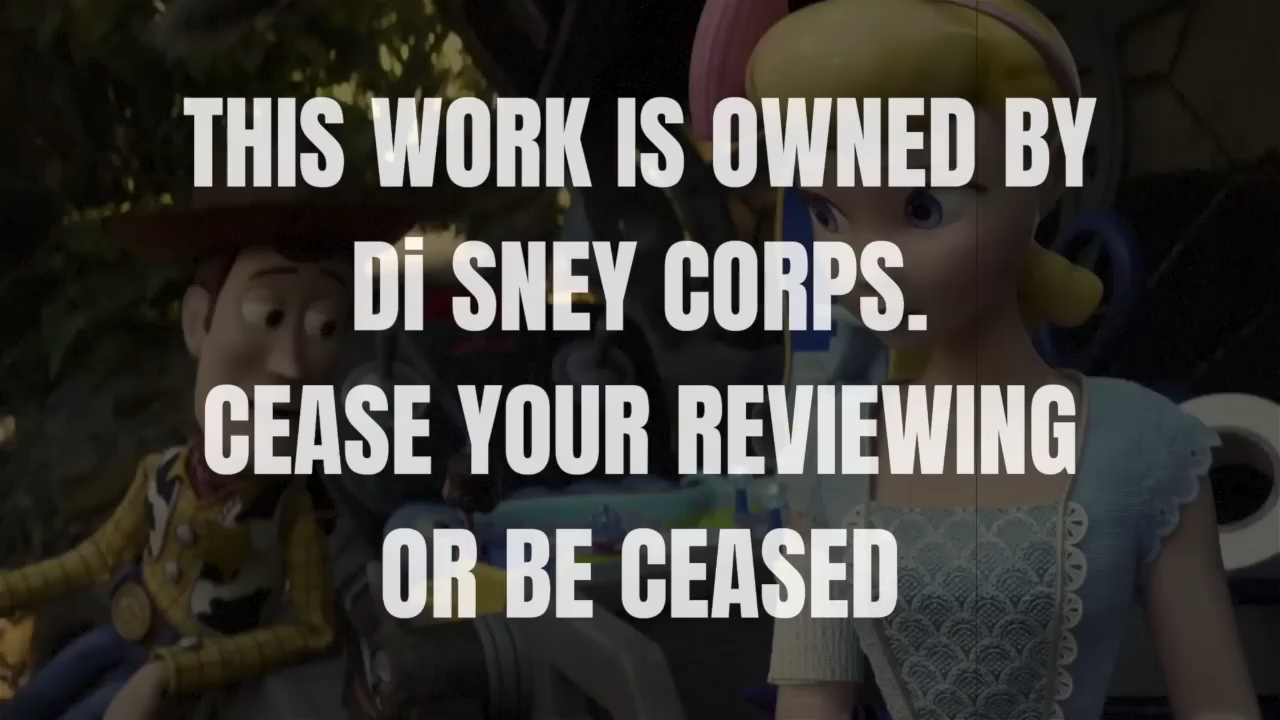 THIS WORK IS OWNED BY
Di SNEY CORPS.
CEASE YOUR REVIEWING
OR BE CEASED